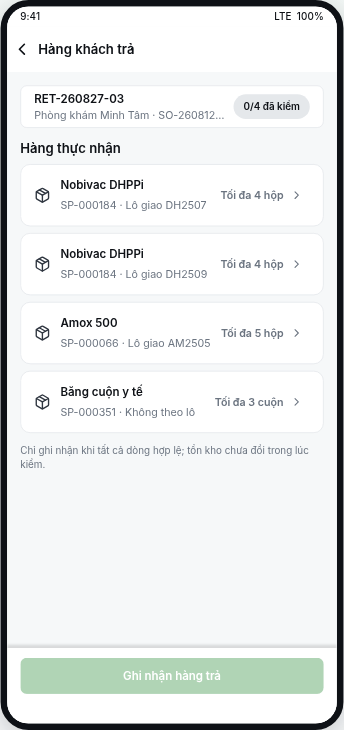 9:41
LTE 100%
Hàng khách trả
RET-260827-03
Phòng khám Minh Tâm · SO-260812...
0/4 đã kiểm
Hàng thực nhận
Nobivac DHPPi
SP-000184 · Lô giao DH2507
Tối đa 4 hộp
Nobivac DHPPi
SP-000184 · Lô giao DH2509
Tối đa 4 hộp
Amox 500
SP-000066 · Lô giao AM2505
Tối đa 5 hộp
Băng cuộn y tế
SP-000351 · Không theo lô
Tối đa 3 cuộn
Chỉ ghi nhận khi tất cả dòng hợp lệ; tồn kho chưa đổi trong lúc
kiểm.
Ghi nhận hàng trả